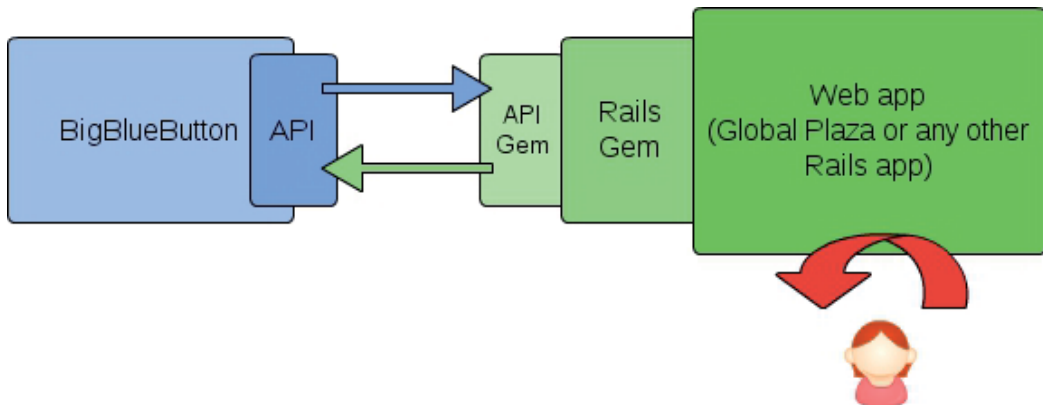 BigBlueButton
API
API
Gem
Rails
Gem
Web app
(Global Plaza or any other
Rails app)